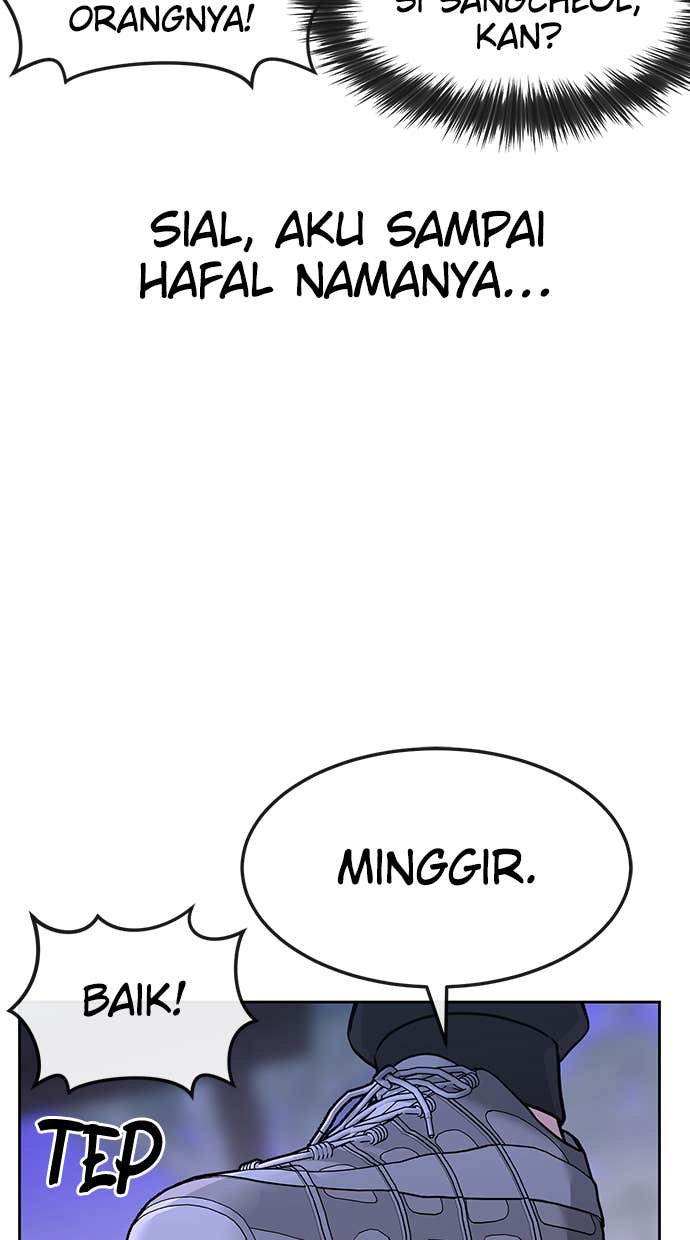 ORANGNYA!
SI SANGCHEOL,
KAN?
SIAL, AKU SAMPAI
HAFAL NAMANYA...
MINGGIR.
BAIK!
TEP